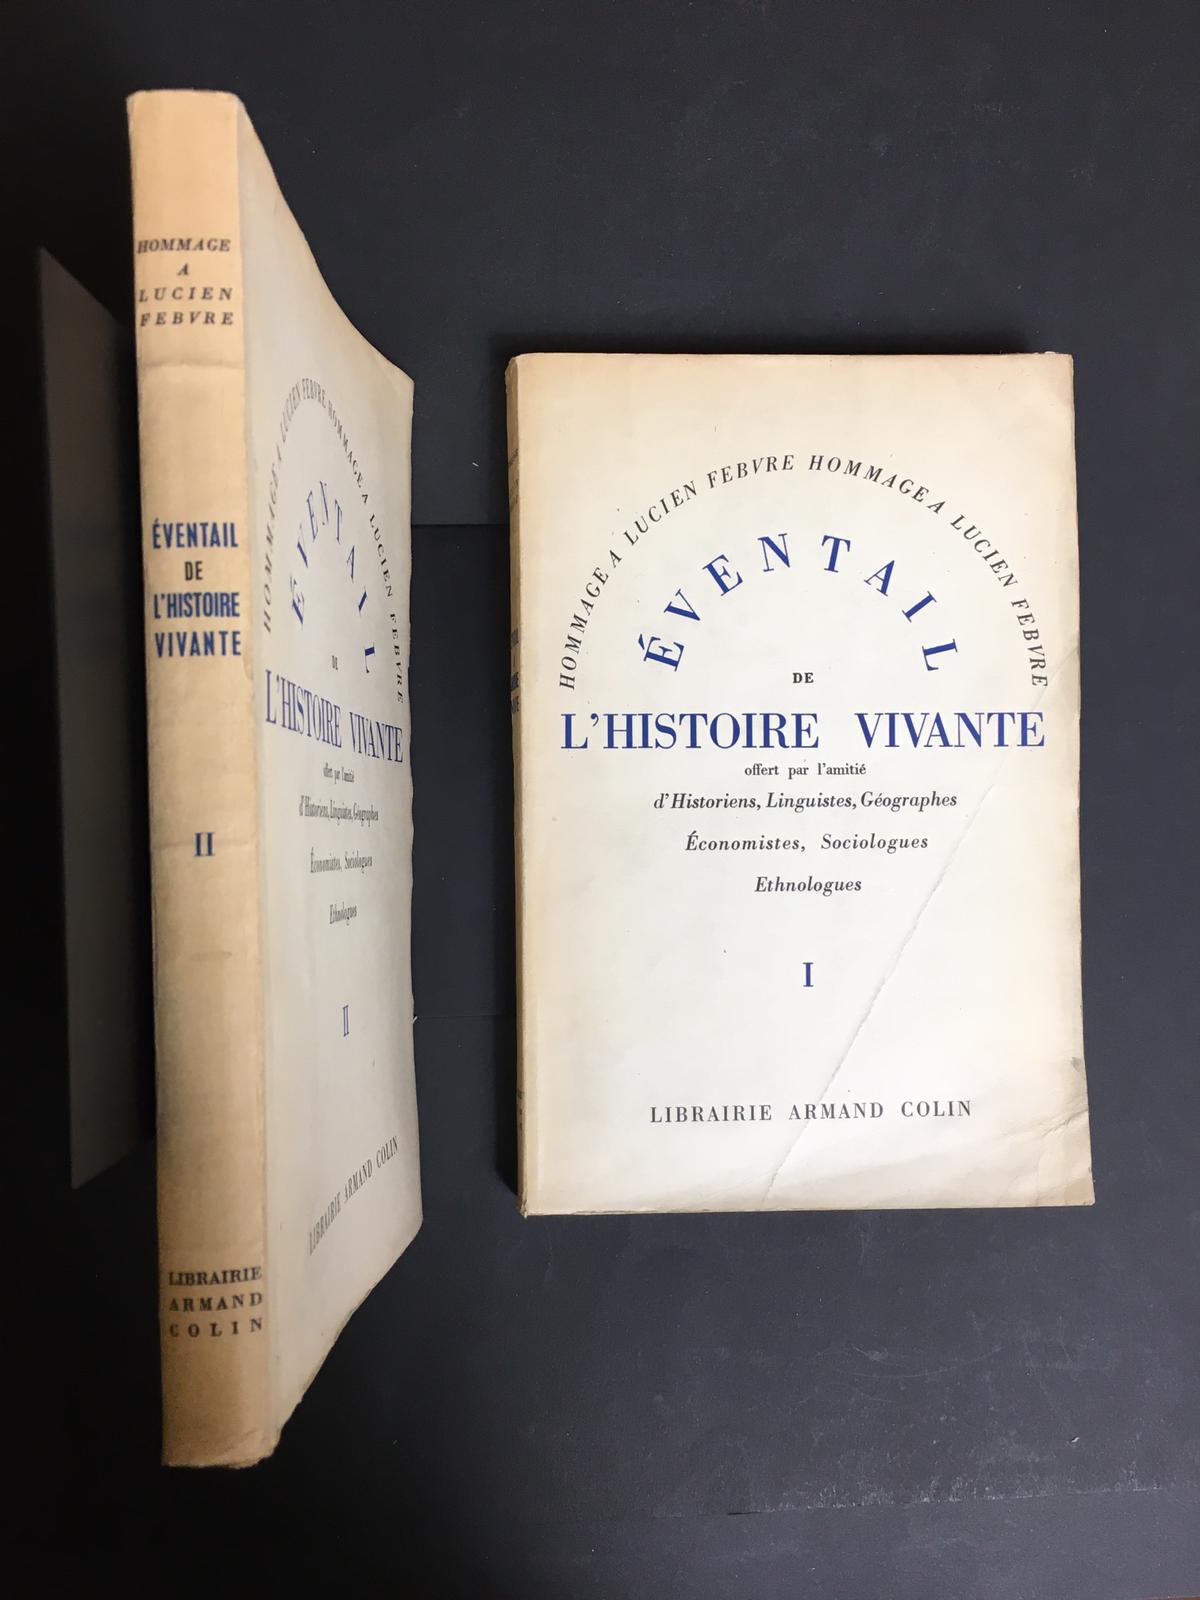 HOMMAGE
A
LUCIEN
FEBVRE
ÉVENTAIL
DE
L'HISTOIRE
VIVANTE
II
LIBRAIRIE
ARMAND
COLIN
HOMMAGE A LUCIEN FEBVRE HOMMAGE A LUCIEN FEBVRE
ÉVENTAIL
DE
L'HISTOIRE VIVANTE
offert par l'amitié
d'Historiens, Linguistes, Géographes
Économistes, Sociologues
Ethnologues
II
LIBRAIRIE ARMAND COLIN
HOMMAGE A LUCIEN FEBVRE HOMMAGE A LUCIEN FEBVRE
ÉVENTAIL
DE
L'HISTOIRE VIVANTE
offert par l'amitié
d'Historiens, Linguistes, Géographes
Économistes, Sociologues
Ethnologues
I
LIBRAIRIE ARMAND COLIN